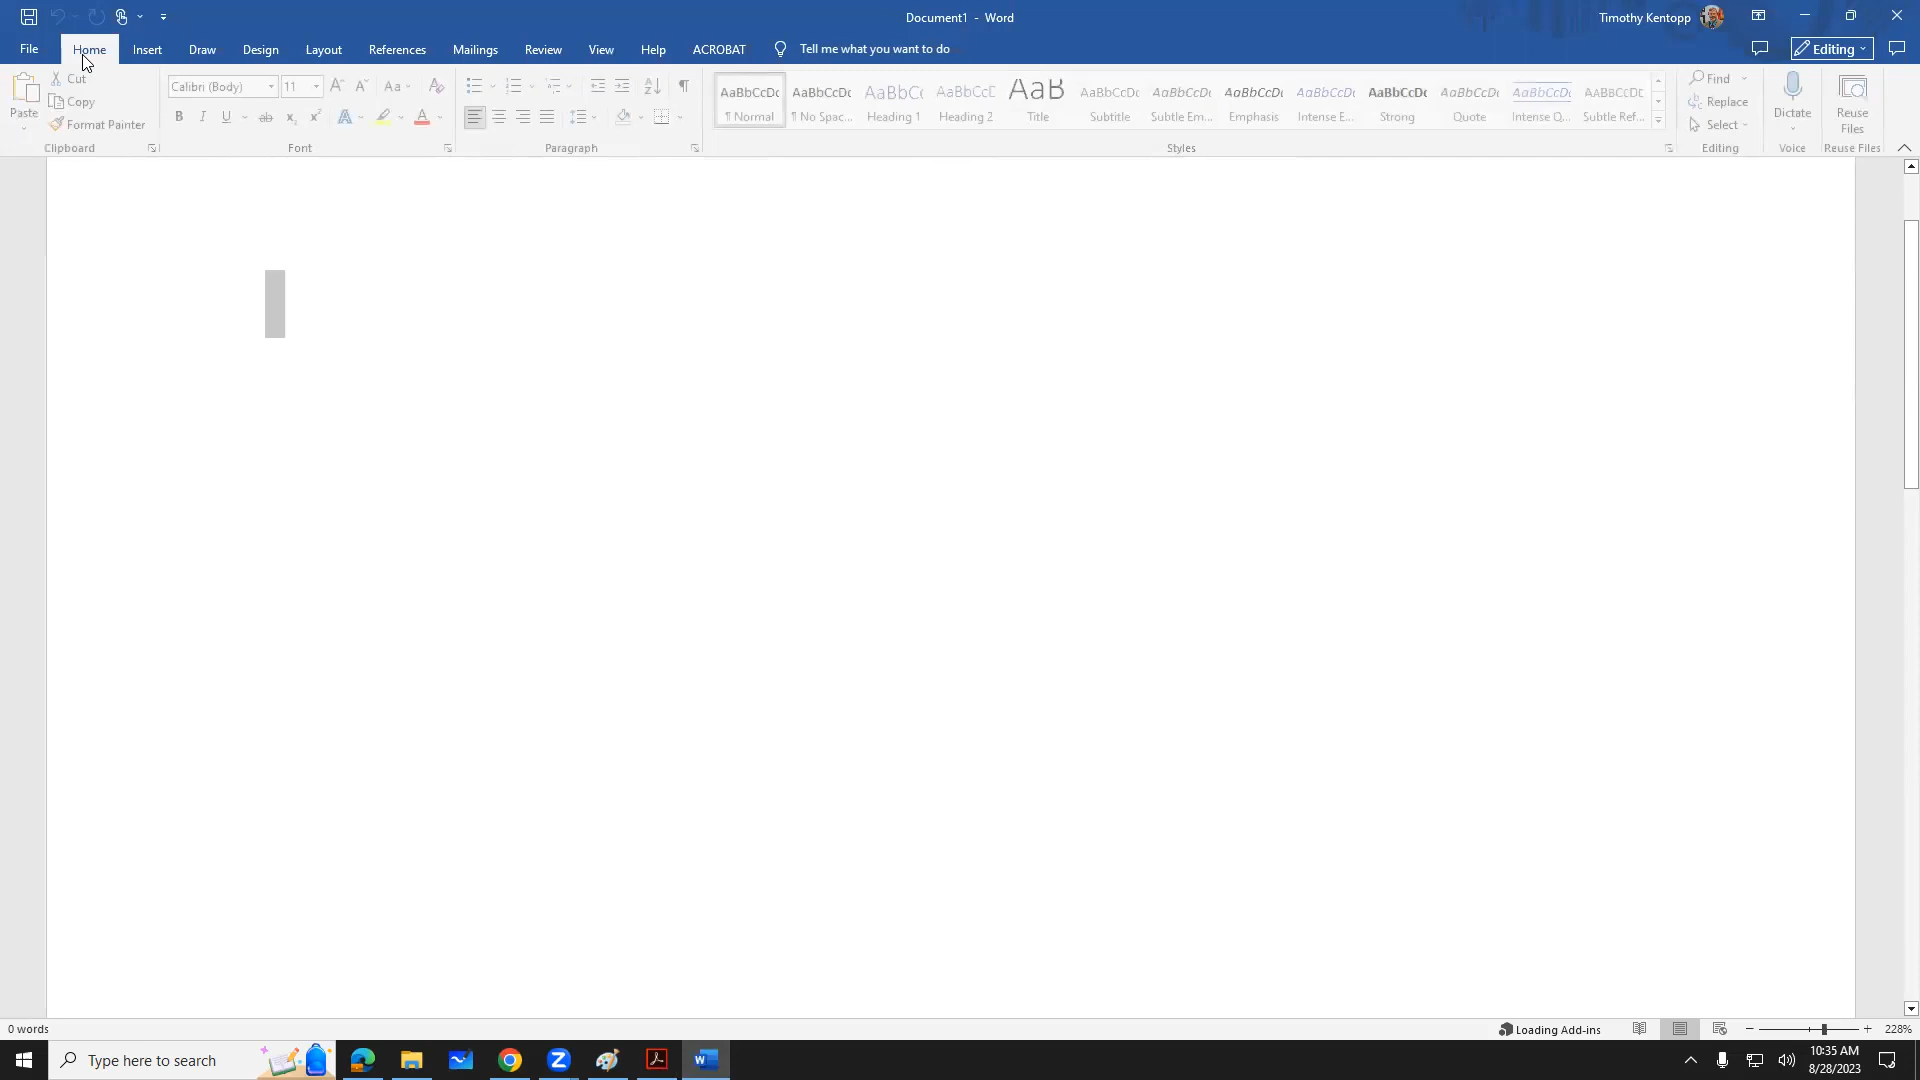 Document1 - Word
Timothy Kentopp
File Home Insert Draw Design Layout References Mailings Review View Help ACROBAT Tell me what you want to do
Editing
Paste
Cut
Copy
Format Painter
Clipboard
Calibri (Body) 11
Font
Paragraph
AaBbCcDc AaBbCcDc AaBbCc AaBbCcD AaB AaBbCcDc AaBbCcDc AaBbCcDc AaBbCcDc AaBbCcDc AaBbCcDc AaBbCcDc AaBbCcDc
¶ Normal ¶ No Spac... Heading 1 Heading 2 Title Subtitle Subtle Em... Emphasis Intense E... Strong Quote Intense Q... Subtle Ref...
Styles
Find
Replace
Select
Editing
Dictate
Voice
Reuse
Files
Reuse Files
0 words
Loading Add-ins
228%
Type here to search
10:35 AM
8/28/2023